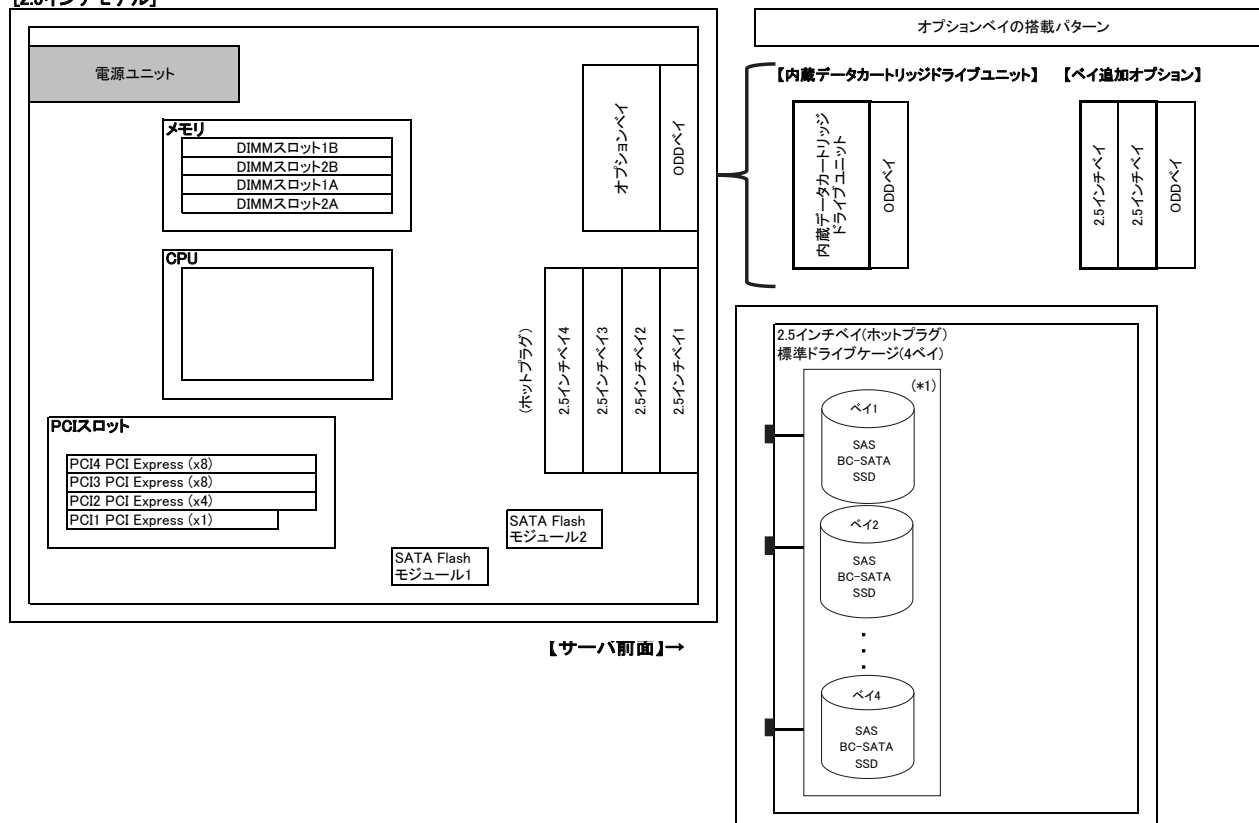 [2.5インチモデル]
電源ユニット
メモリ
DIMMスロット1B
DIMMスロット2B
DIMMスロット1A
DIMMスロット2A
CPU
PCIスロット
PCI4 PCI Express (x8)
PCI3 PCI Express (x8)
PCI2 PCI Express (x4)
PCI1 PCI Express (x1)
SATA Flash
モジュール1
SATA Flash
モジュール2
オプションベイ
ODDベイ
(ホットプラグ)
2.5インチベイ4
2.5インチベイ3
2.5インチベイ2
2.5インチベイ1
【サーバ前面】→
オプションベイの搭載パターン
【内蔵データカートリッジドライブユニット】
内蔵データカートリッジ
ドライブユニット
ODDベイ
【ベイ追加オプション】
2.5インチベイ
2.5インチベイ
ODDベイ
2.5インチベイ(ホットプラグ)
標準ドライブケージ(4ベイ)
(*1)
ベイ1
SAS
BC-SATA
SSD
ベイ2
SAS
BC-SATA
SSD
・
・
・
ベイ4
SAS
BC-SATA
SSD